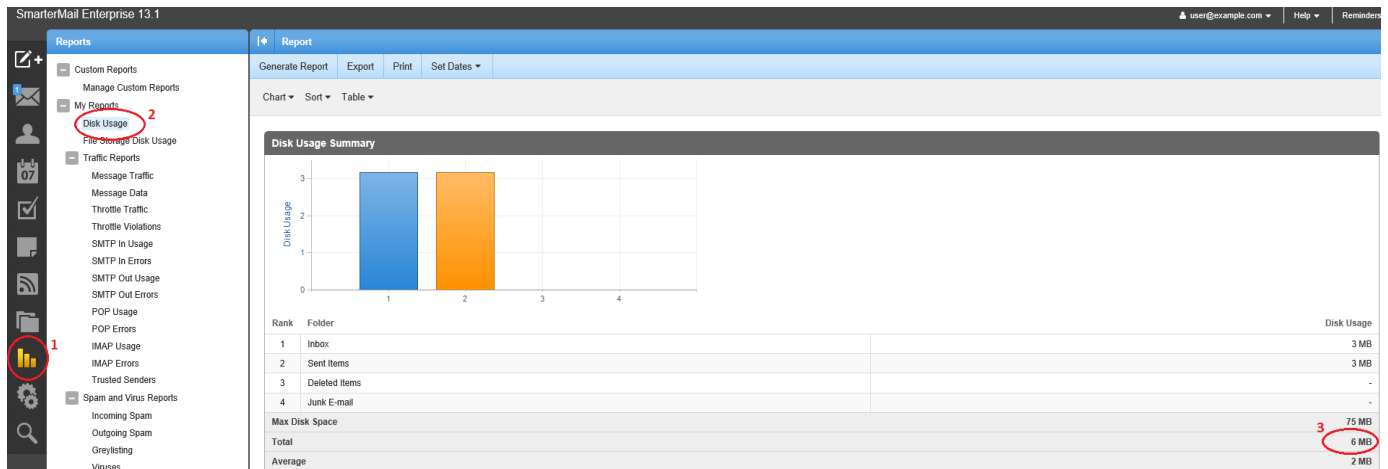 SmarterMail Enterprise 13.1
user@example.com Help Reminders
Reports
Custom Reports
Manage Custom Reports
My Reports
Disk Usage
File Storage Disk Usage
Traffic Reports
Message Traffic
Message Data
Throttle Traffic
Throttle Violations
SMTP In Usage
SMTP In Errors
SMTP Out Usage
SMTP Out Errors
POP Usage
POP Errors
IMAP Usage
IMAP Errors
Trusted Senders
Spam and Virus Reports
Incoming Spam
Outgoing Spam
Greylisting
Viruses
1
07
1
2
Report
Generate Report Export Print Set Dates
Chart Sort Table
Disk Usage Summary
Disk Usage
3
2
1
0
1 2 3 4
Rank Folder Disk Usage
1 Inbox 3 MB
2 Sent Items 3 MB
3 Deleted Items -
4 Junk E-mail -
Max Disk Space 75 MB
3
Total 6 MB
Average 2 MB